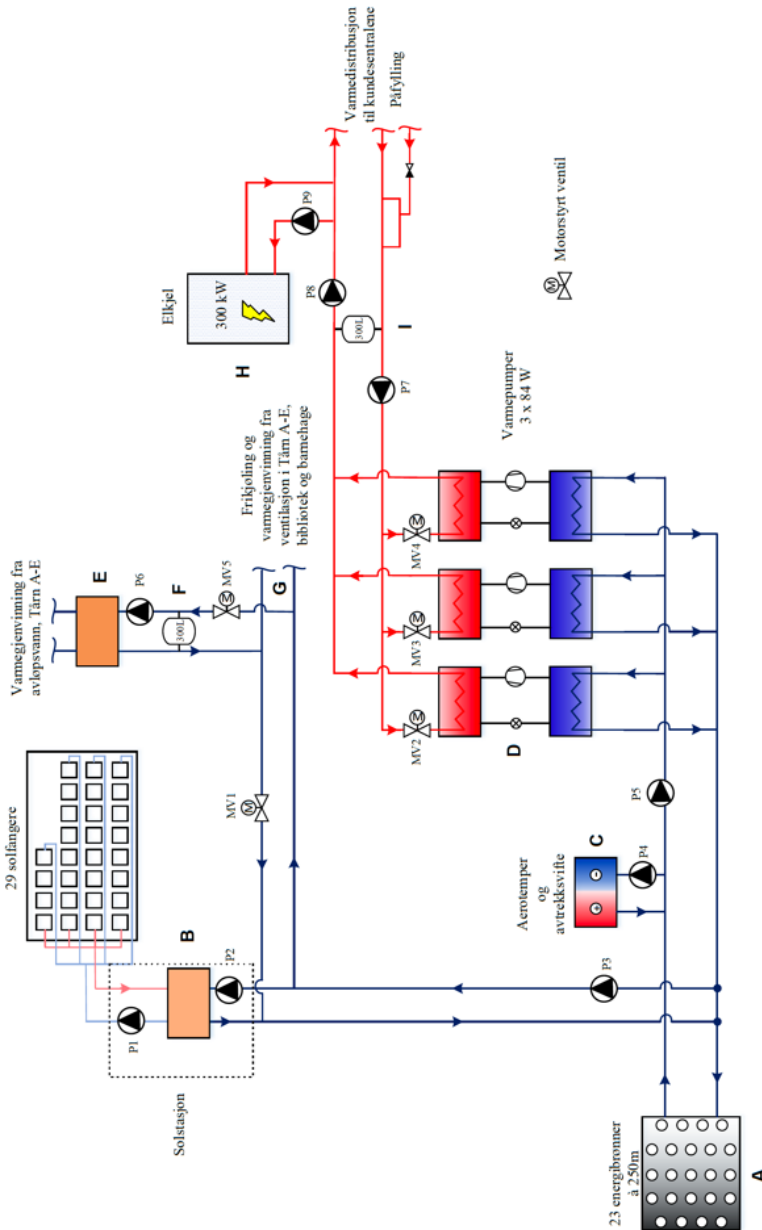 29 solfangere
Solstasjon
P1
P2
B
Varmegjenvinning fra
avløpsvann, Tårn A-E
E
P6
F
300L
MV5
G
MV1
Frikjøling og
varmegjenvinning fra
ventilasjon i Tårn A-E,
bibliotek og barnehage
Elkjel
300 kW
H
P9
P8
300L
I
P7
Varmedistribusjon
til kundesentralene
Påfylling
M
Motorstyrt ventil
Varmepumper
3 x 84 W
MV2
M
MV3
M
MV4
M
M
M
D
Aerotemper
og
avtrekksvifte
+
-
C
P4
P5
P3
23 energibrønner
à 250m
A